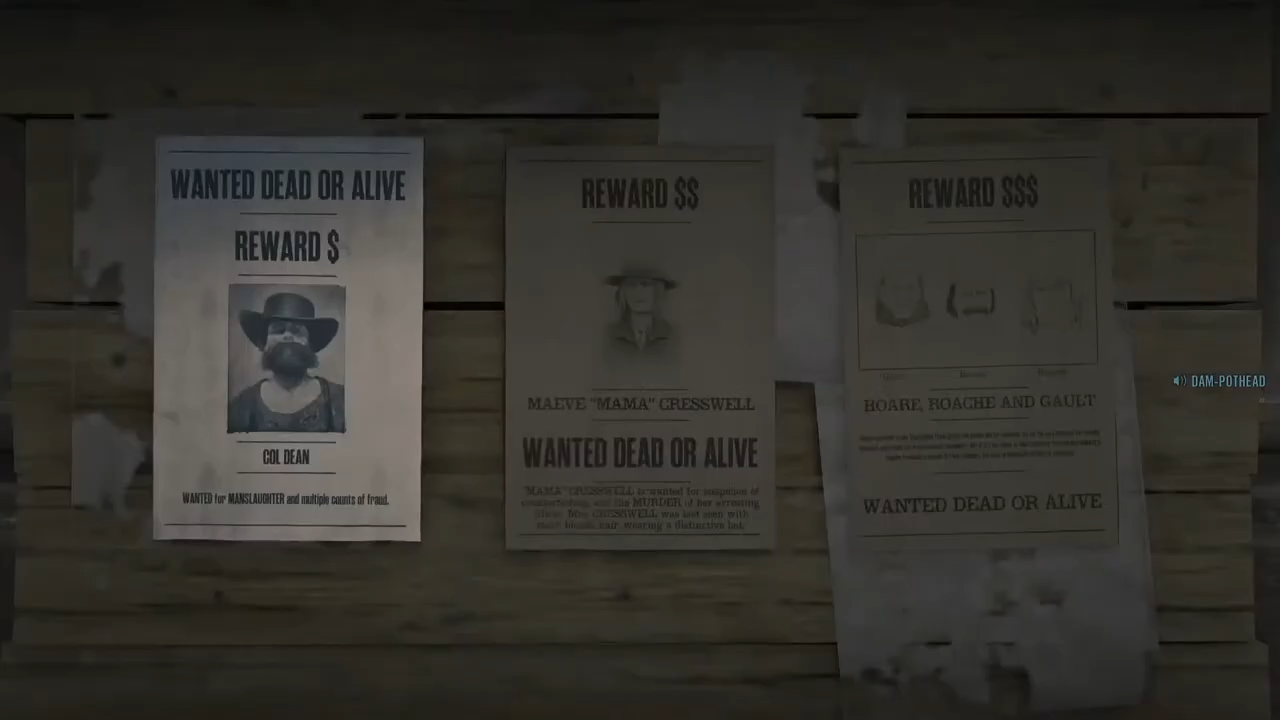 WANTED DEAD OR ALIVE
REWARD $
COL DEAN
WANTED for MANSLAUGHTER and multiple counts of fraud.
REWARD $$
MAEVE "MAMA" CRESSWELL
WANTED DEAD OR ALIVE
"MAMA" CRESSWELL is wanted for suspicion of
counterfeiting and the MURDER of her arresting
officer. Mrs CRESSWELL was last seen with
blonde hair, wearing a distinctive hat.
REWARD $$$
HOARE, ROACHE AND GAULT
WANTED DEAD OR ALIVE
DAM-POTHEAD